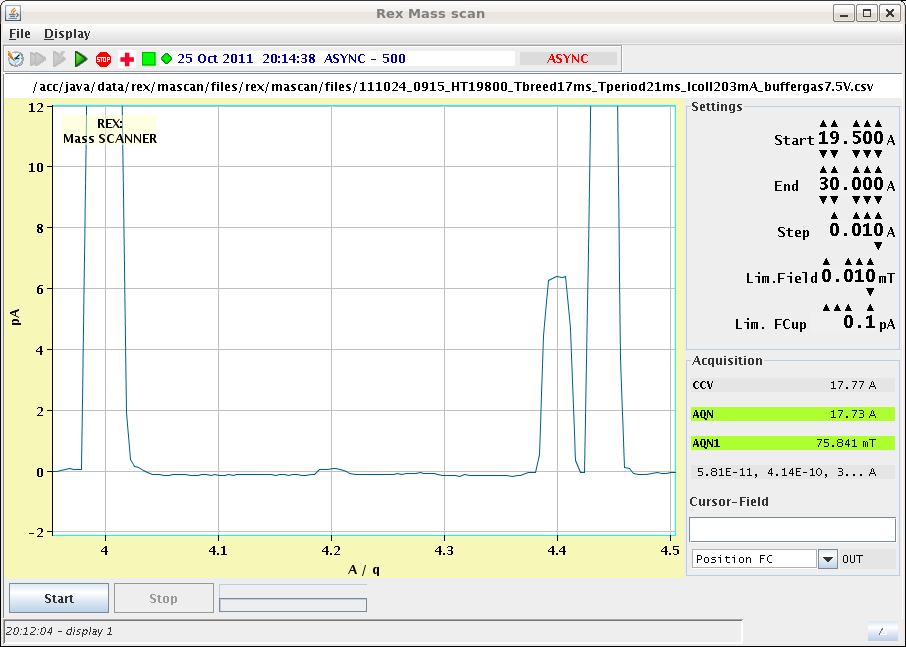 Rex Mass scan
File Display
STOP 25 Oct 2011 20:14:38 ASYNC - 500 ASYNC
/acc/java/data/rex/mascan/files/rex/mascan/files/111024_0915_HT19800_Tbreed17ms_Tperiod21ms_Icoll203mA_buffergas7.5V.csv
REX:
Mass SCANNER
12
10
8
6
4
2
0
-2
pA
4 4.1 4.2 4.3 4.4 4.5
A / q
Settings
Start 19.500 A
End 30.000 A
Step 0.010 A
Lim.Field 0.010 mT
Lim. FCup 0.1 pA
Acquisition
CCV 17.77 A
AQN 17.73 A
AQN1 75.841 mT
5.81E-11, 4.14E-10, 3... A
Cursor-Field
Position FC OUT
Start Stop
20:12:04 - display 1